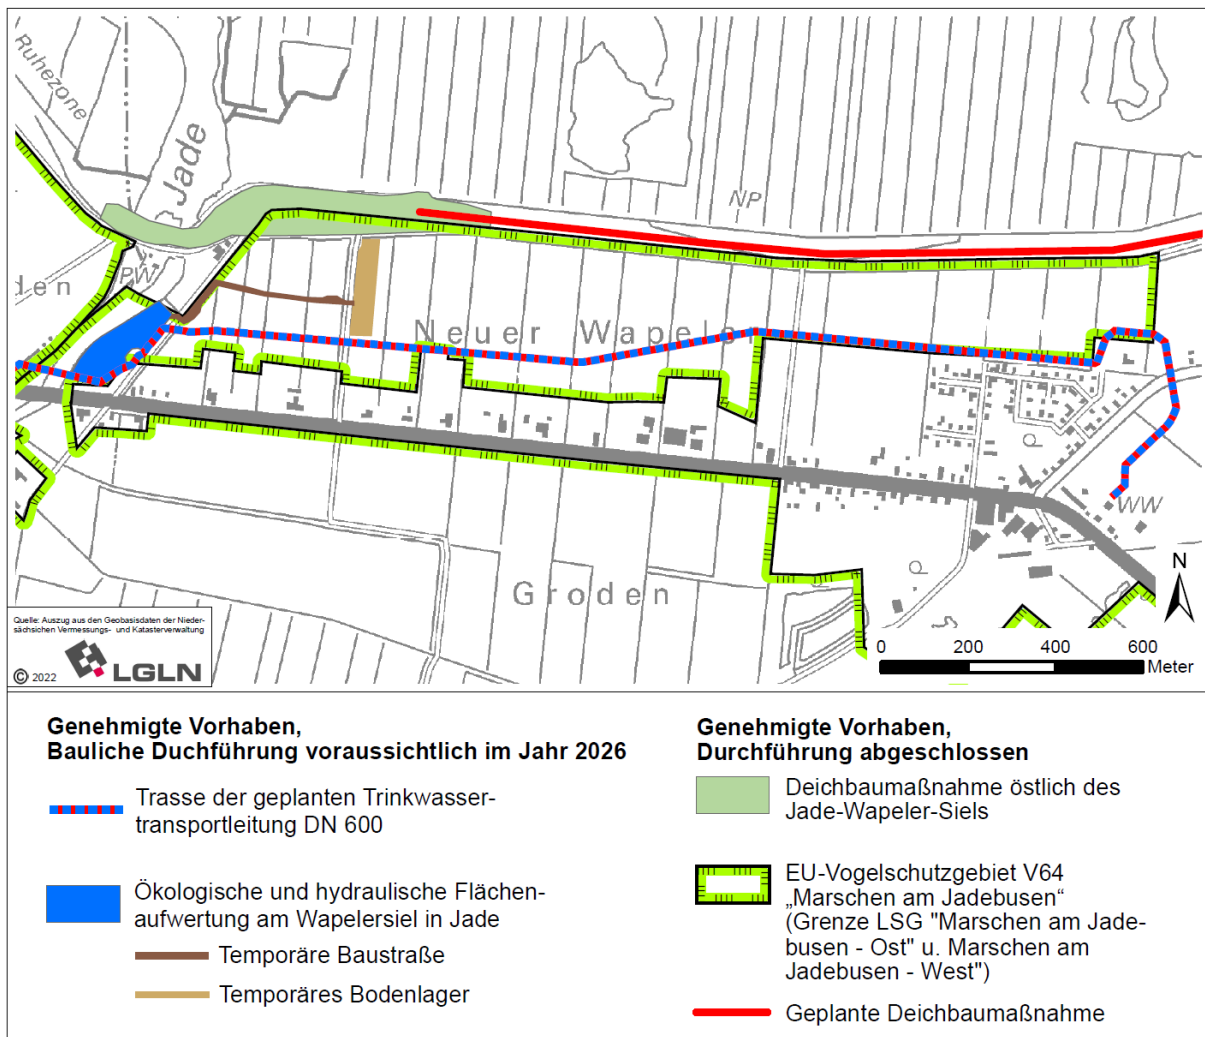 Ruhezone
Jade
NP
PW
den
Neuer Wapeler
Groden
WW
N
0 200 400 600
Meter
Quelle: Auszug aus den Geobasisdaten der Nieder-
sächsichen Vermessungs- und Katasterverwaltung
© 2022
LGLN
Genehmigte Vorhaben,
Bauliche Duchführung voraussichtlich im Jahr 2026
Trasse der geplanten Trinkwasser-
transportleitung DN 600
Ökologische und hydraulische Flächen-
aufwertung am Wapelersiel in Jade
Temporäre Baustraße
Temporäres Bodenlager
Genehmigte Vorhaben,
Durchführung abgeschlossen
Deichbaumaßnahme östlich des
Jade-Wapeler-Siels
EU-Vogelschutzgebiet V64
„Marschen am Jadebusen“
(Grenze LSG "Marschen am Jade-
busen - Ost" u. Marschen am
Jadebusen - West")
Geplante Deichbaumaßnahme